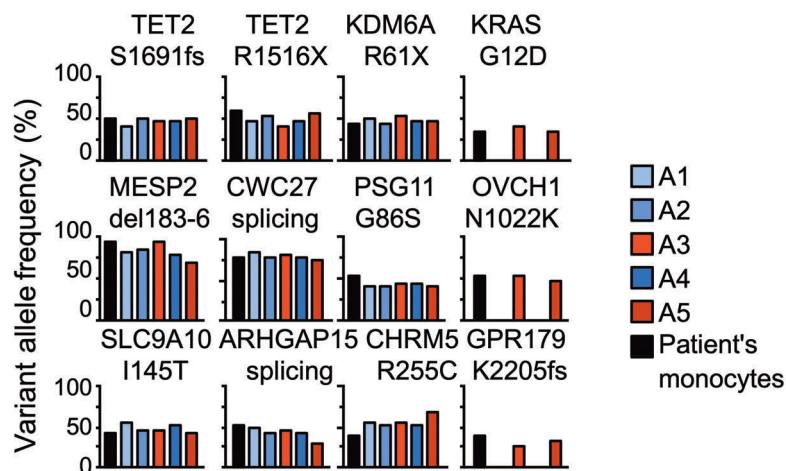 TET2 TET2 KDM6A KRAS
S1691fs R1516X R61X G12D
100
50
0
MESP2 CWC27 PSG11 OVCH1
del183-6 splicing G86S N1022K
100
50
0
SLC9A10 ARHGAP15 CHRM5 GPR179
I145T splicing R255C K2205fs
100
50
0
Variant allele frequency (%)
A1
A2
A3
A4
A5
Patient's
monocytes